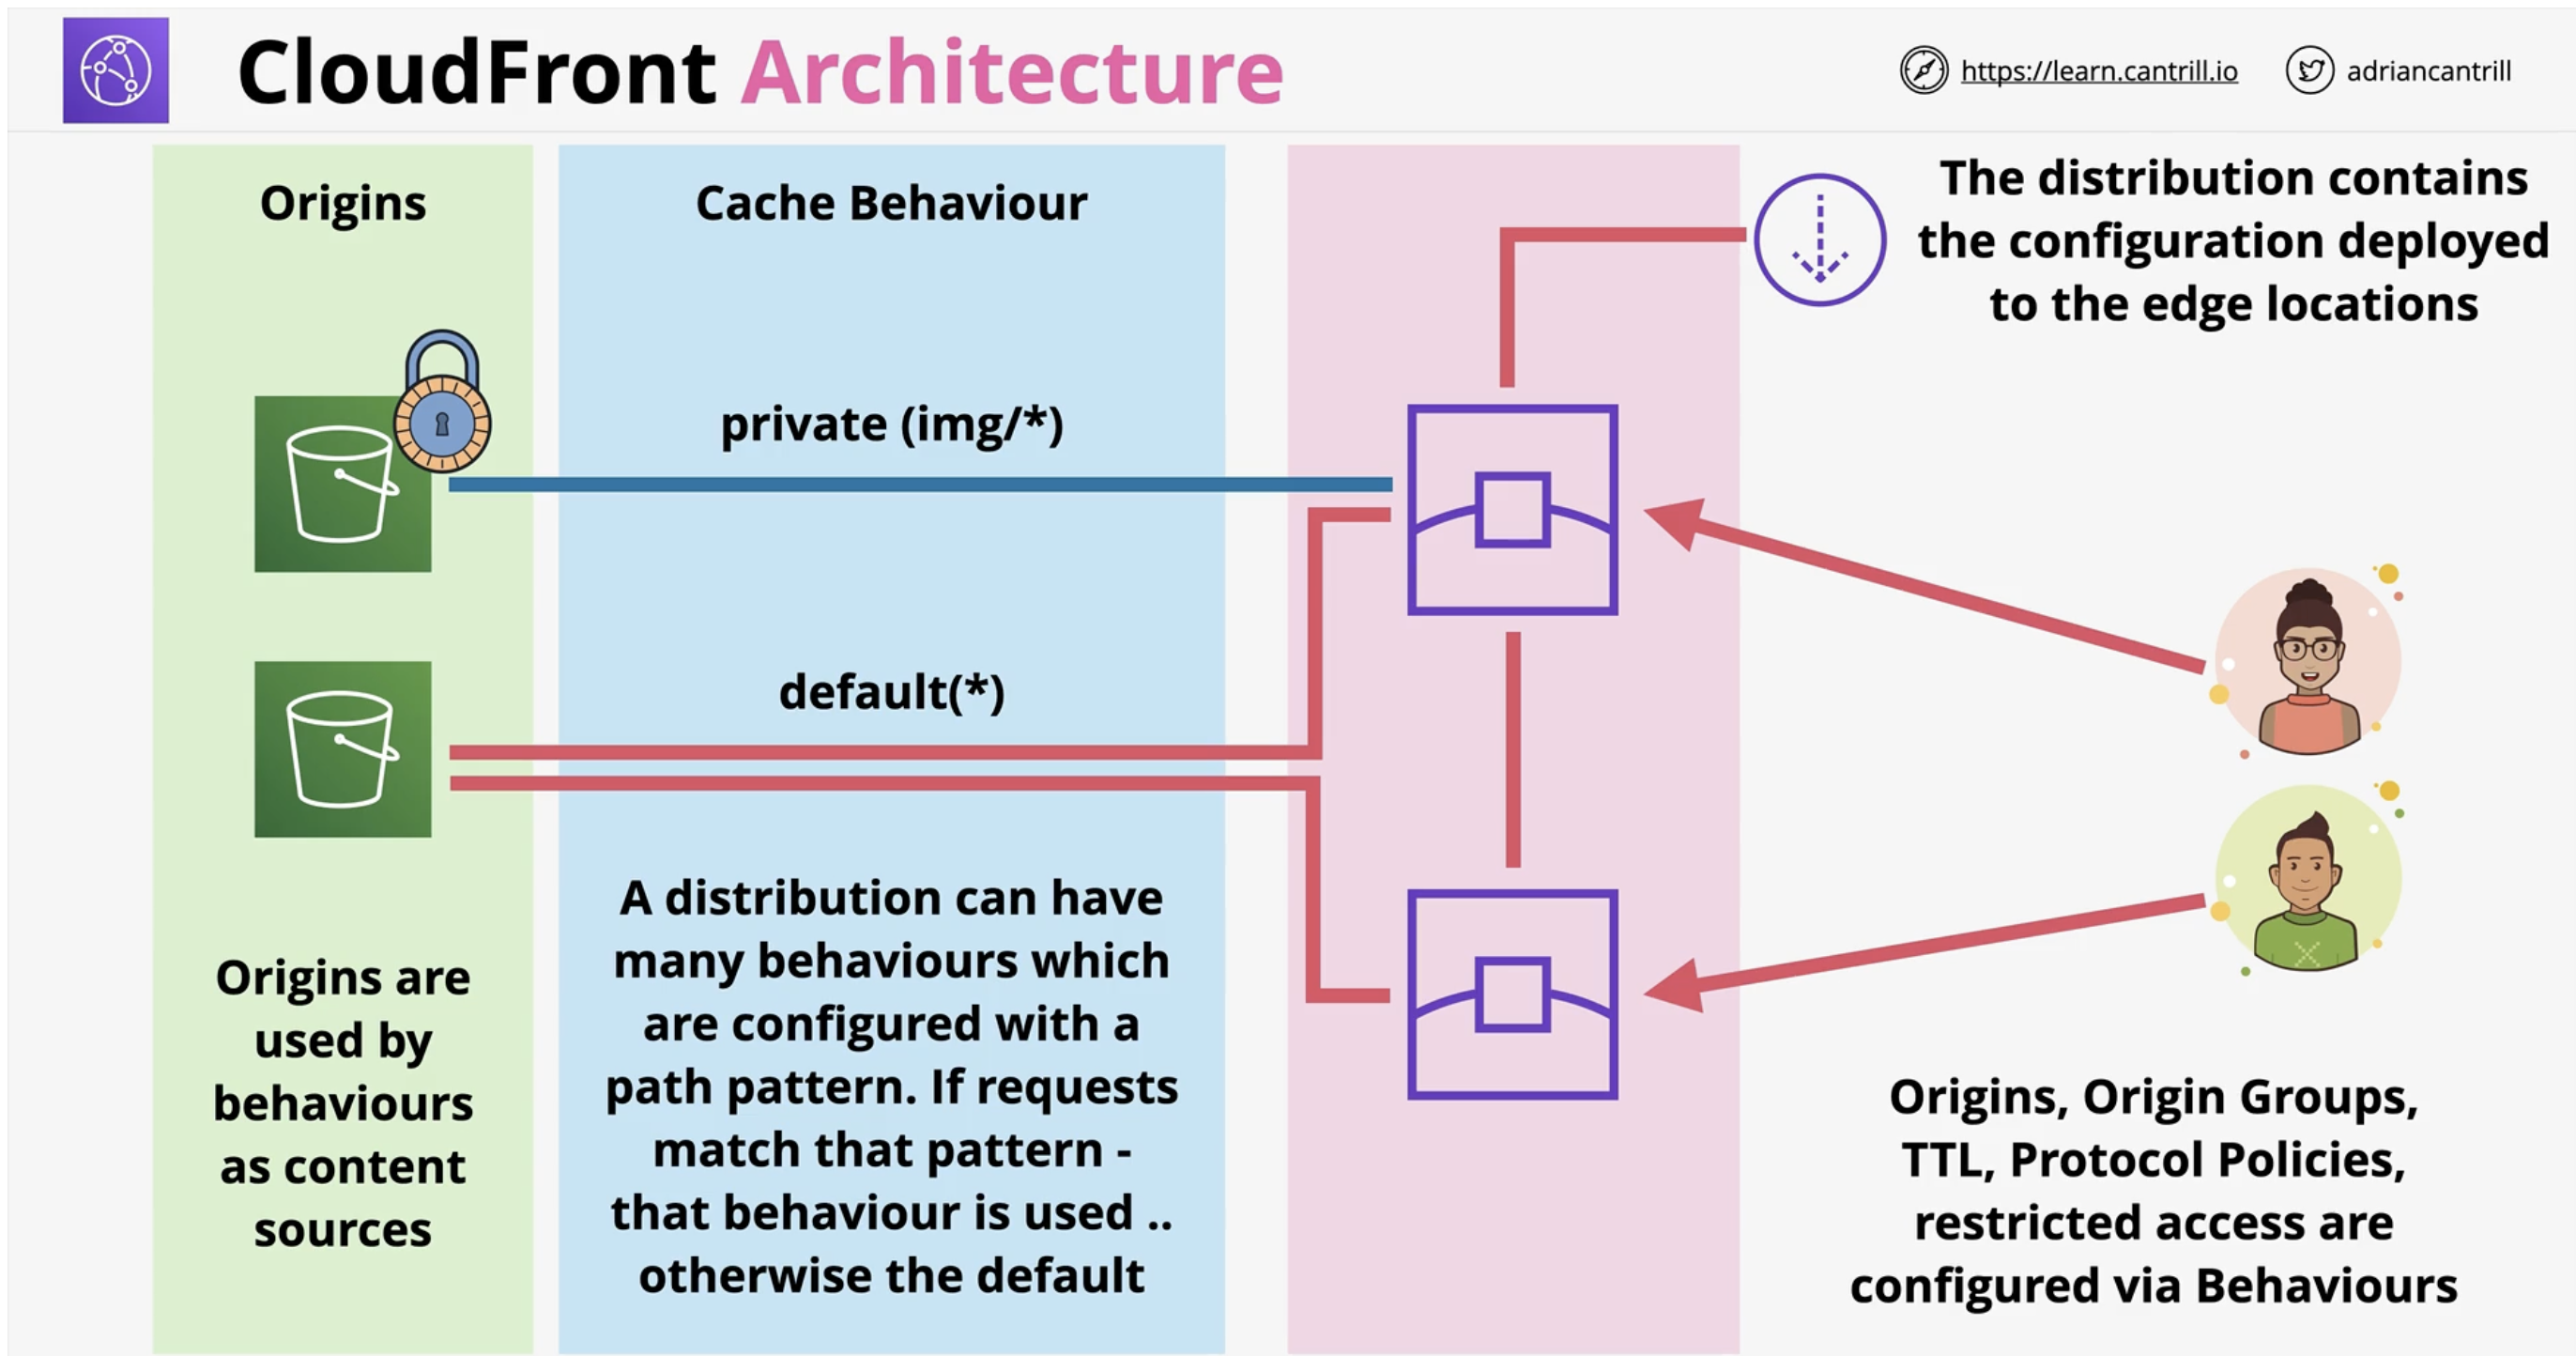 CloudFront Architecture
https://learn.cantrill.io
adriancantrill
Origins
Cache Behaviour
The distribution contains
the configuration deployed
to the edge locations
private (img/*)
default(*)
Origins are
used by
behaviours
as content
sources
A distribution can have
many behaviours which
are configured with a
path pattern. If requests
match that pattern -
that behaviour is used ..
otherwise the default
Origins, Origin Groups,
TTL, Protocol Policies,
restricted access are
configured via Behaviours